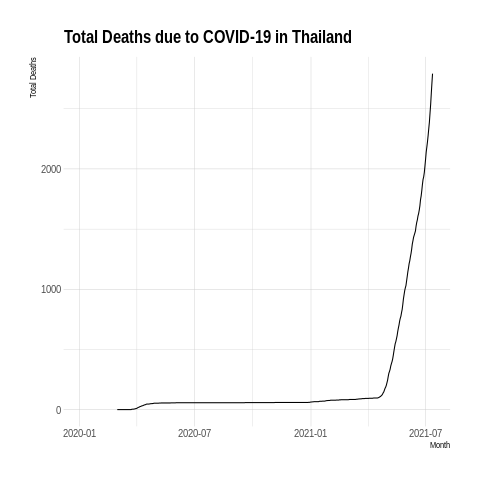 Total Deaths due to COVID-19 in Thailand
Total Deaths
2000
1000
0
2020-01 2020-07 2021-01 2021-07
Month